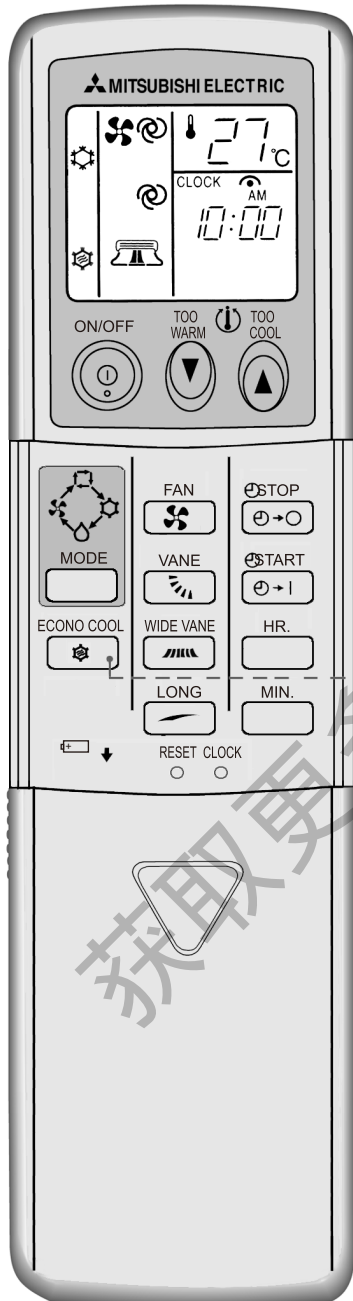 MITSUBISHI ELECTRIC
27°C
CLOCK AM
10:00
ON/OFF TOO WARM TOO COOL
FAN STOP
MODE VANE START
ECONO COOL WIDE VANE HR.
LONG MIN.
RESET CLOCK
获取更